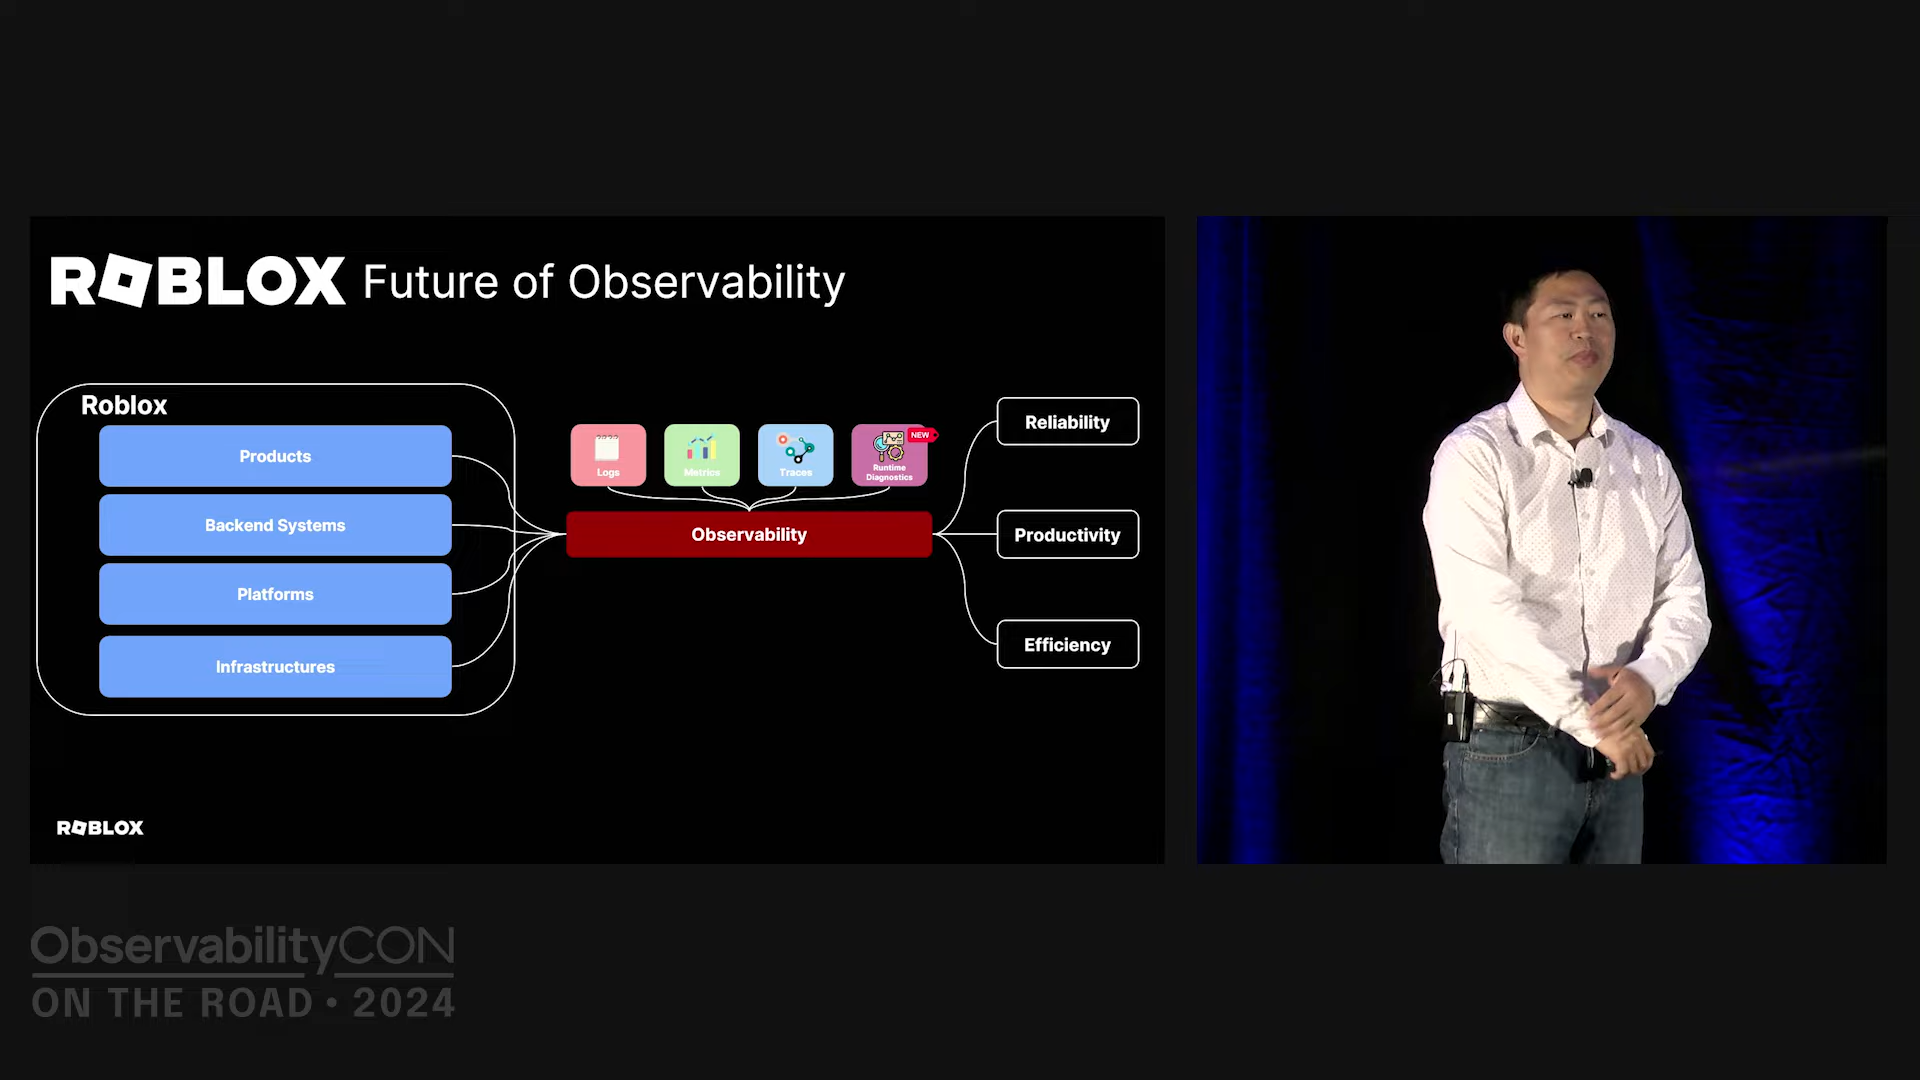 ROBLOX Future of Observability
Roblox
Products
Backend Systems
Platforms
Infrastructures
Logs
Metrics
Traces
NEW
Runtime
Diagnostics
Observability
Reliability
Productivity
Efficiency
ROBLOX
ObservabilityCON
ON THE ROAD • 2024